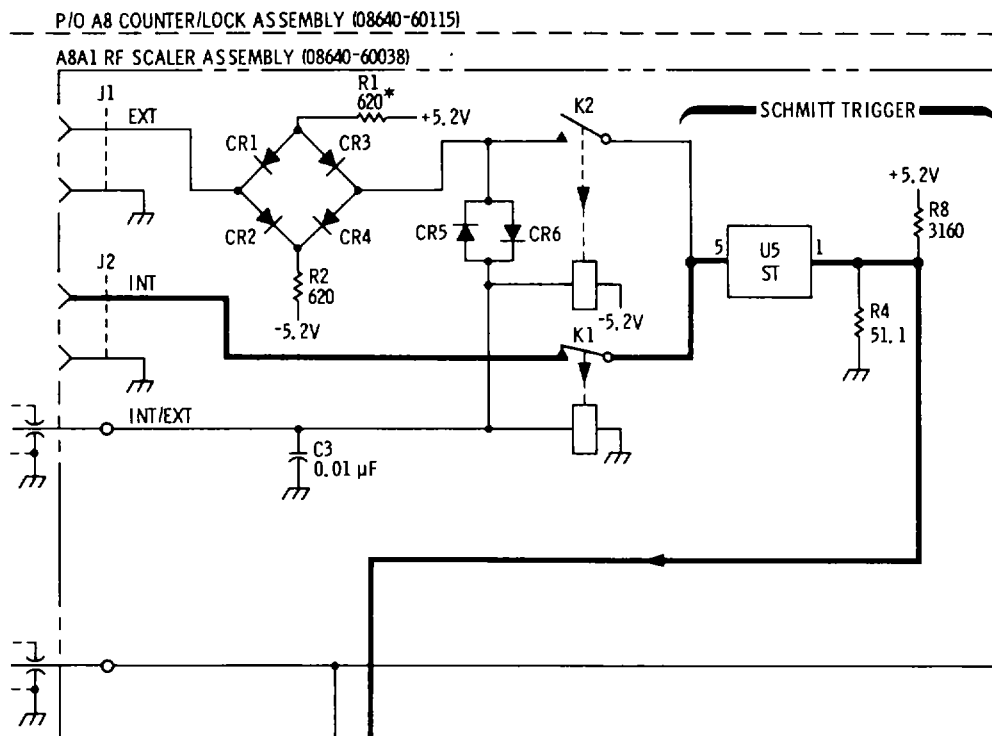 P/O A8 COUNTER/LOCK ASSEMBLY (08640-60115)
A8A1 RF SCALER ASSEMBLY (08640-60038)
J1
EXT
R1
620*
+5.2V
CR1
CR3
CR2
CR4
R2
620
-5.2V
K2
SCHMITT TRIGGER
+5.2V
R8
3160
CR5
CR6
5
U5
ST
1
-5.2V
R4
51.1
J2
INT
K1
INT/EXT
C3
0.01 μF